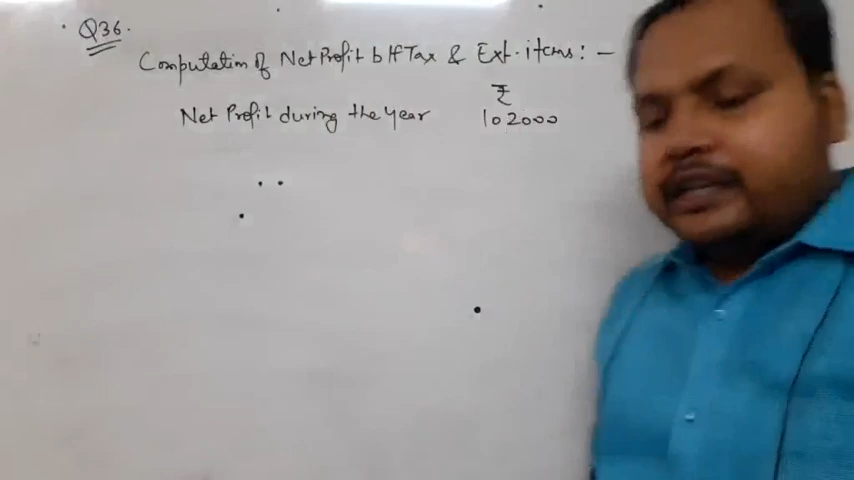 Q36.
Computation of Net Profit b/f Tax & Ext. items: -
₹
Net Profit during the year 102000